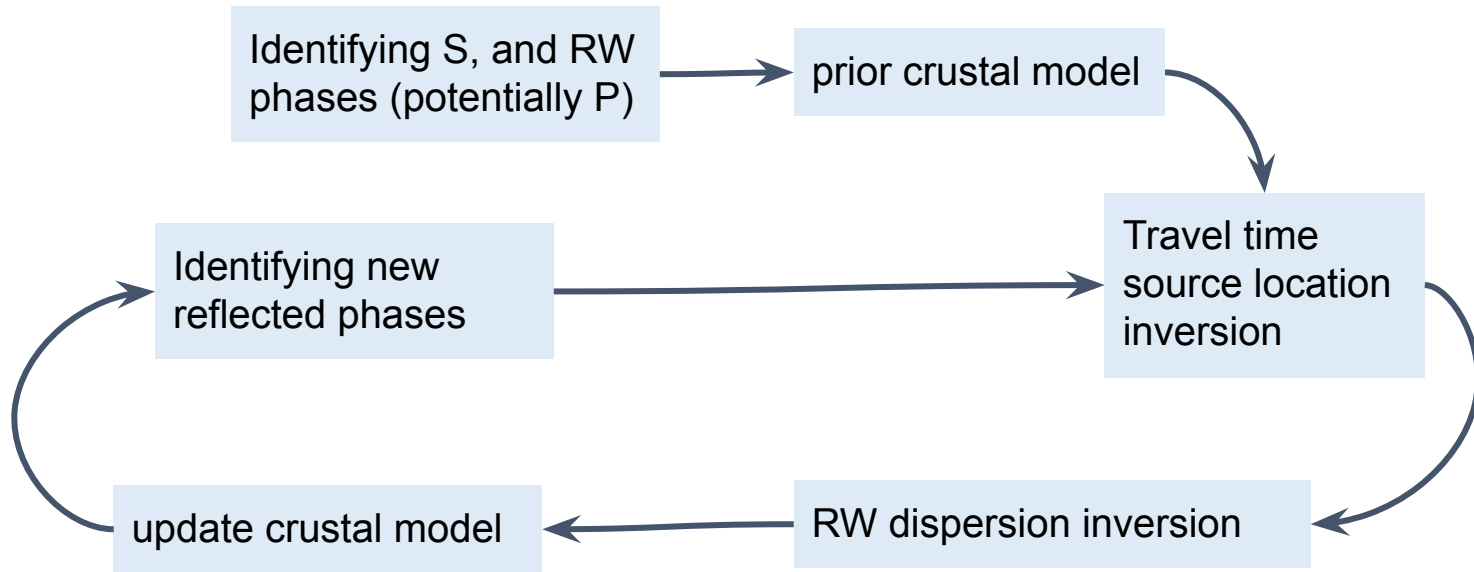 Identifying S, and RW
phases (potentially P)
prior crustal model
Travel time
source location
inversion
Identifying new
reflected phases
RW dispersion inversion
update crustal model